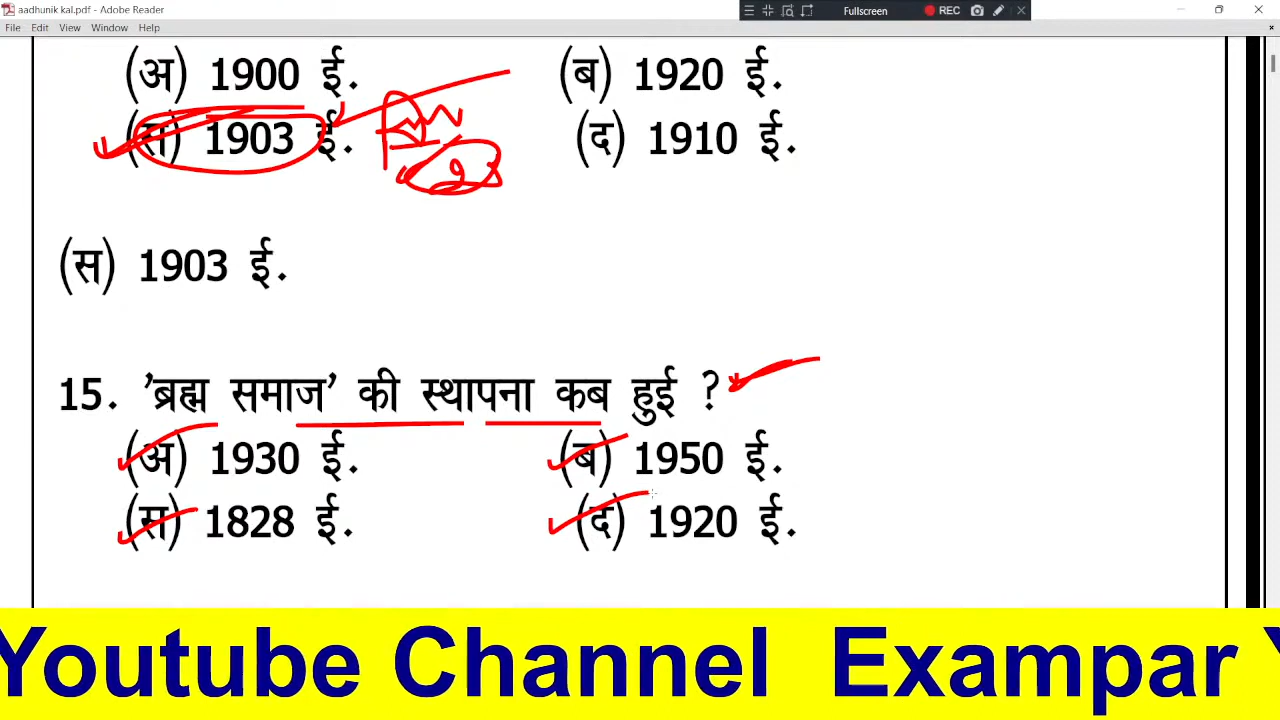 aadhunik kal.pdf - Adobe Reader
Fullscreen REC
File Edit View Window Help
(अ) 1900 ई. (ब) 1920 ई.
(स) 1903 ई. (द) 1910 ई.
(स) 1903 ई.
15. 'ब्रह्म समाज' की स्थापना कब हुई ?
(अ) 1930 ई. (ब) 1950 ई.
(स) 1828 ई. (द) 1920 ई.
Youtube Channel Exampar